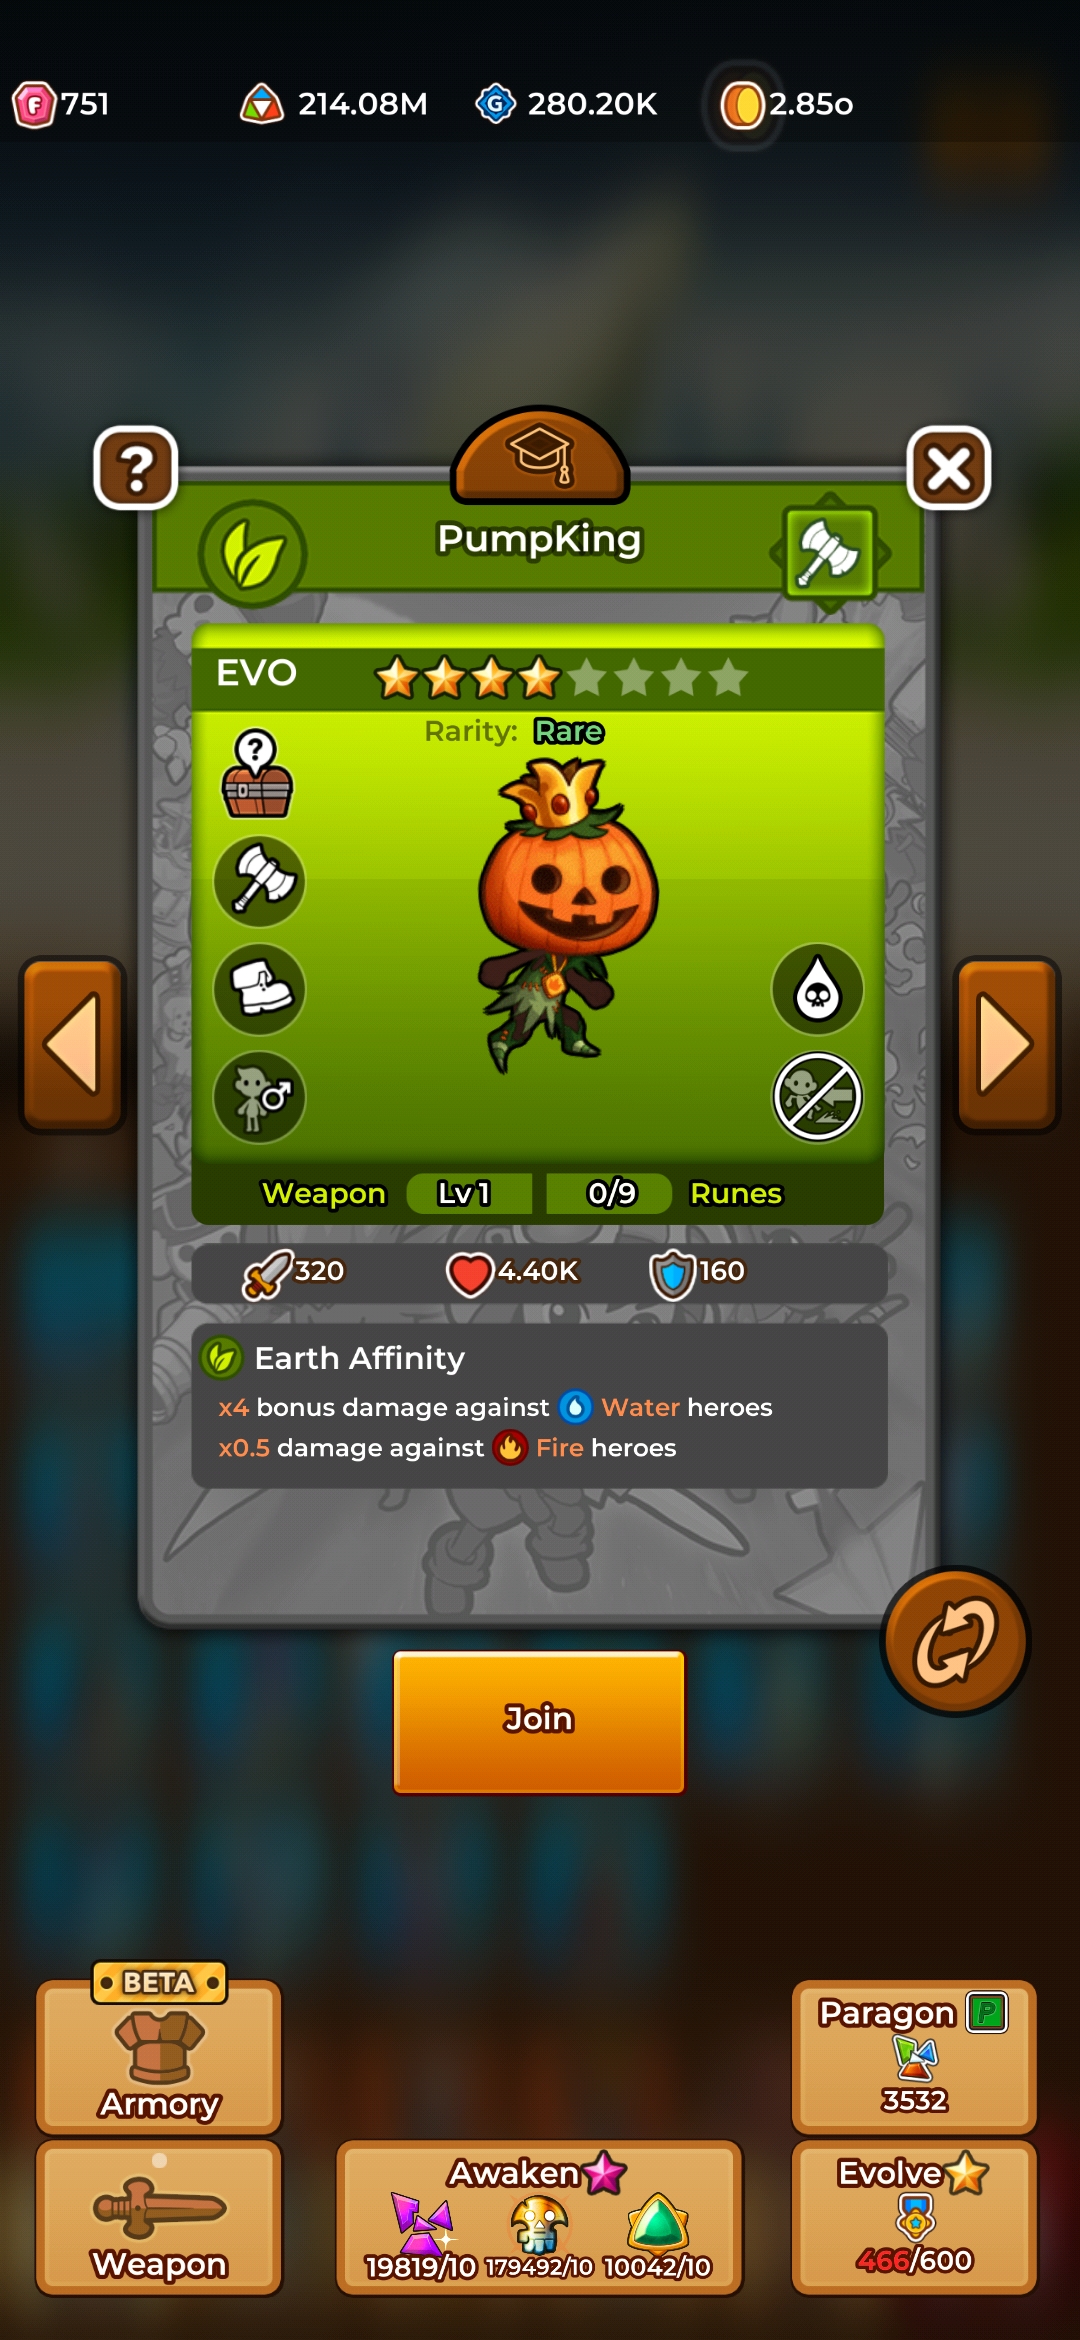 F 751 214.08M G 280.20K 2.85o
?
PumpKing
EVO
Rarity: Rare
?
Weapon Lv 1 0/9 Runes
320 4.40K 160
Earth Affinity
x4 bonus damage against Water heroes
x0.5 damage against Fire heroes
Join
BETA
Armory
Paragon P
3532
Weapon
Awaken
19819/10 179492/10 10042/10
Evolve
466/600